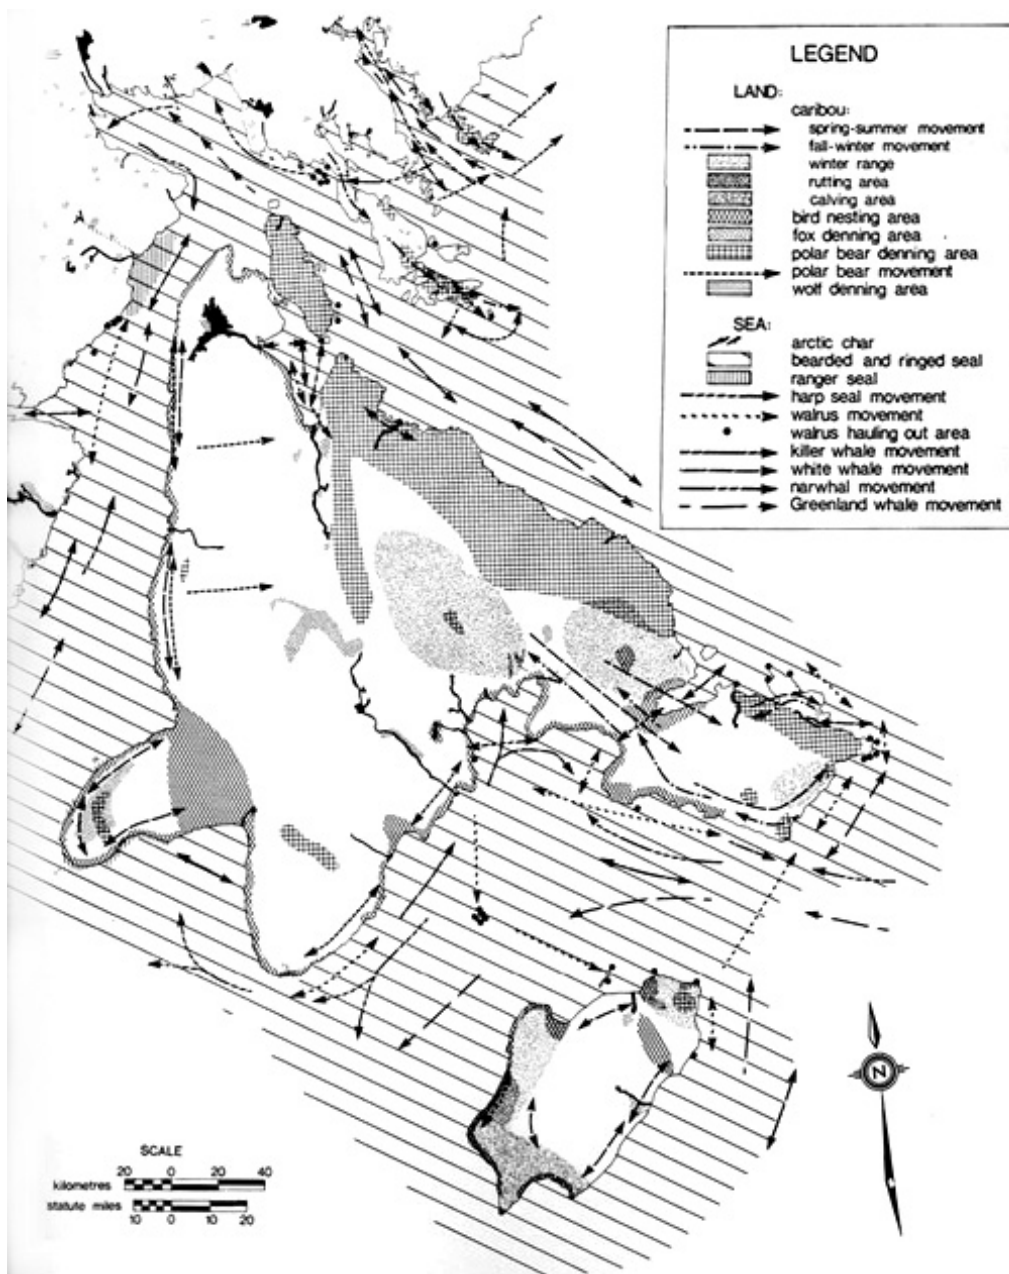 LEGEND
LAND:
caribou:
spring-summer movement
fall-winter movement
winter range
rutting area
calving area
bird nesting area
fox denning area
polar bear denning area
polar bear movement
wolf denning area
SEA:
arctic char
bearded and ringed seal
ranger seal
harp seal movement
walrus movement
walrus hauling out area
killer whale movement
white whale movement
narwhal movement
Greenland whale movement
A
N
SCALE
20 0 20 40
kilometres
statute miles
10 0 10 20